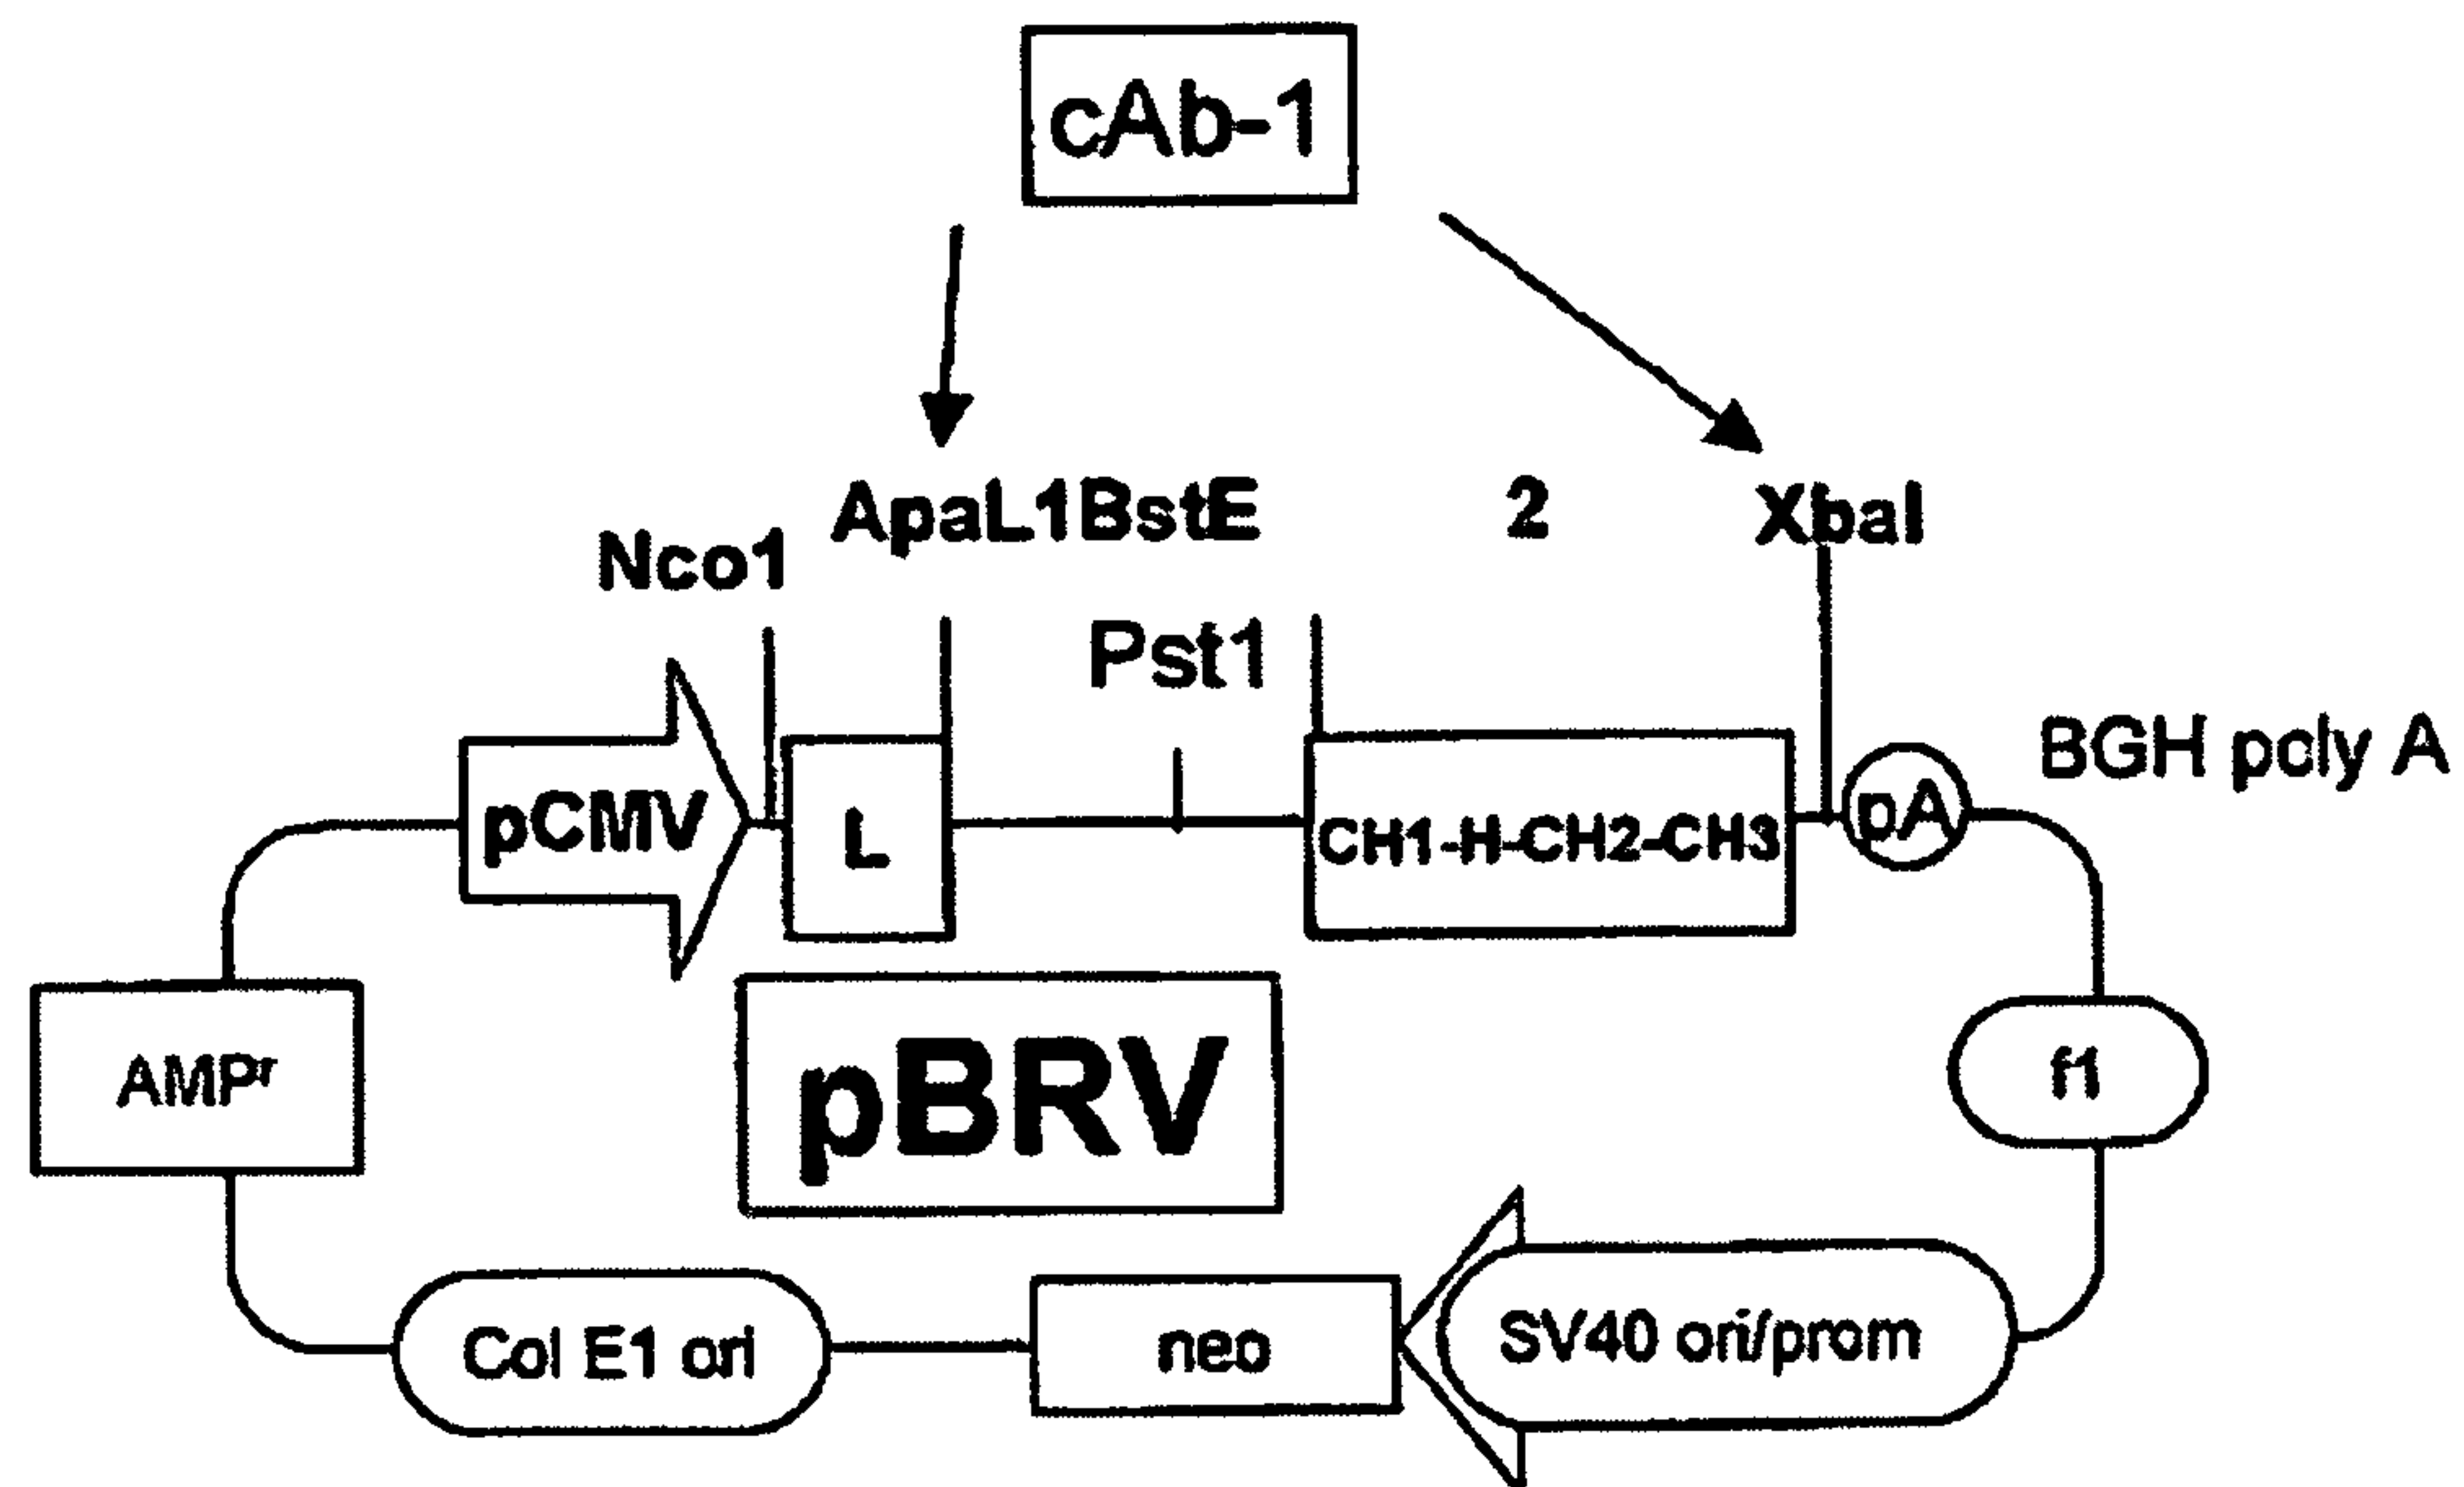 cAb-1
ApaL1BstE 2 XbaI
Nco1
Pst1
BGH poly A
pCMV
L
CH1-H-CH2-CH3
pA
AMPr
pBRV
f1
Col E1 ori
neo
SV40 ori/prom